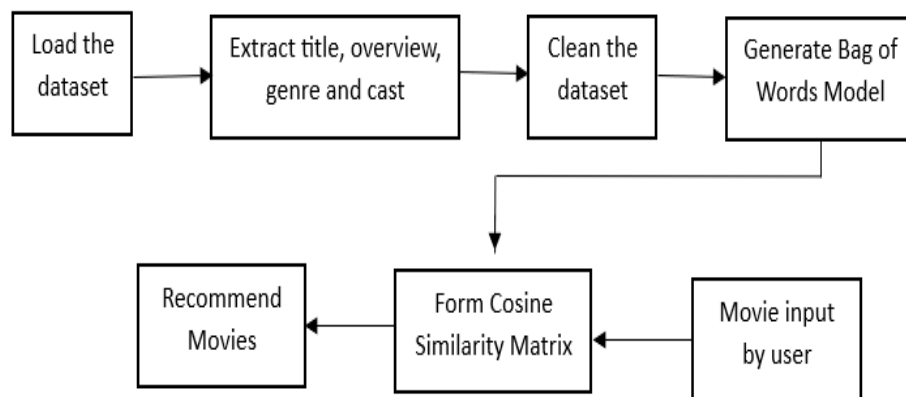 Load the
dataset
Extract title, overview,
genre and cast
Clean the
dataset
Generate Bag of
Words Model
Recommend
Movies
Form Cosine
Similarity Matrix
Movie input
by user